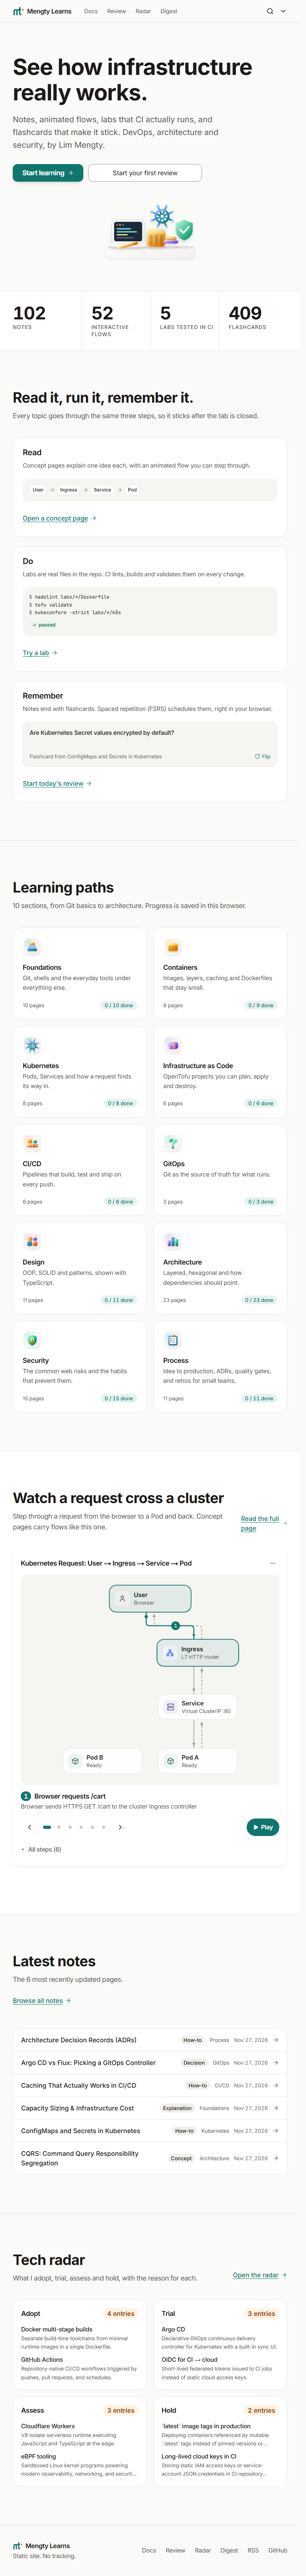 Mengty Learns
Docs
Review
Radar
Digest
See how infrastructure
really works.
Notes, animated flows, labs that CI actually runs, and
flashcards that make it stick. DevOps, architecture and
security, by Lim Mengty.
Start learning →
Start your first review
102
NOTES
52
INTERACTIVE
FLOWS
5
LABS TESTED IN CI
409
FLASHCARDS
Read it, run it, remember it.
Every topic goes through the same three steps, so it sticks after the tab is closed.
Read
Concept pages explain one idea each, with an animated flow you can step through.
User → Ingress → Service → Pod
Open a concept page →
Do
Labs are real files in the repo. CI lints, builds and validates them on every change.
$ hadolint labs/*/Dockerfile
$ tofu validate
$ kubeconform -strict labs/*/k8s
✓ passed
Try a lab →
Remember
Notes end with flashcards. Spaced repetition (FSRS) schedules them, right in your browser.
Are Kubernetes Secret values encrypted by default?
Flashcard from ConfigMaps and Secrets in Kubernetes
Flip
Start today's review →
Learning paths
10 sections, from Git basics to architecture. Progress is saved in this browser.
Foundations
Git, shells and the everyday tools under
everything else.
10 pages
0 / 10 done
Containers
Images, layers, caching and Dockerfiles
that stay small.
9 pages
0 / 9 done
Kubernetes
Pods, Services and how a request finds
its way in.
8 pages
0 / 8 done
Infrastructure as Code
OpenTofu projects you can plan, apply
and destroy.
6 pages
0 / 6 done
CI/CD
Pipelines that build, test and ship on
every push.
6 pages
0 / 6 done
GitOps
Git as the source of truth for what runs.
3 pages
0 / 3 done
Design
OOP, SOLID and patterns, shown with
TypeScript.
11 pages
0 / 11 done
Architecture
Layered, hexagonal and how
dependencies should point.
23 pages
0 / 23 done
Security
The common web risks and the habits
that prevent them.
15 pages
0 / 15 done
Process
Idea to production, ADRs, quality gates,
and retros for small teams.
11 pages
0 / 11 done
Watch a request cross a cluster
Step through a request from the browser to a Pod and back. Concept
pages carry flows like this one.
Read the full
page →
Kubernetes Request: User → Ingress → Service → Pod
User
Browser
1
Ingress
L7 HTTP router
Service
Virtual ClusterIP :80
Pod B
Ready
Pod A
Ready
1 Browser requests /cart
Browser sends HTTPS GET /cart to the cluster Ingress controller
Play
All steps (6)
Latest notes
The 6 most recently updated pages.
Browse all notes →
Architecture Decision Records (ADRs)
How-to
Process
Nov 27, 2026
Argo CD vs Flux: Picking a GitOps Controller
Decision
GitOps
Nov 27, 2026
Caching That Actually Works in CI/CD
How-to
CI/CD
Nov 27, 2026
Capacity Sizing & Infrastructure Cost
Explanation
Foundations
Nov 27, 2026
ConfigMaps and Secrets in Kubernetes
How-to
Kubernetes
Nov 27, 2026
CQRS: Command Query Responsibility
Segregation
Concept
Architecture
Nov 27, 2026
Tech radar
What I adopt, trial, assess and hold, with the reason for each.
Open the radar →
Adopt
4 entries
Docker multi-stage builds
Separate build-time toolchains from minimal
runtime images in a single Dockerfile.
GitHub Actions
Repository-native CI/CD workflows triggered by
pushes, pull requests, and schedules.
Trial
3 entries
Argo CD
Declarative GitOps continuous delivery
controller for Kubernetes with a built-in sync UI.
OIDC for CI → cloud
Short-lived federated tokens issued to CI jobs
instead of static cloud access keys.
Assess
3 entries
Cloudflare Workers
V8 isolate serverless runtime executing
JavaScript and TypeScript at the edge.
eBPF tooling
Sandboxed Linux kernel programs powering
modern observability, networking, and securit…
Hold
2 entries
`latest` image tags in production
Deploying containers referenced by mutable
`:latest` tags instead of pinned versions or…
Long-lived cloud keys in CI
Storing static IAM access keys or service-
account JSON credentials in CI repository…
Mengty Learns
Static site. No tracking.
Docs
Review
Radar
Digest
RSS
GitHub